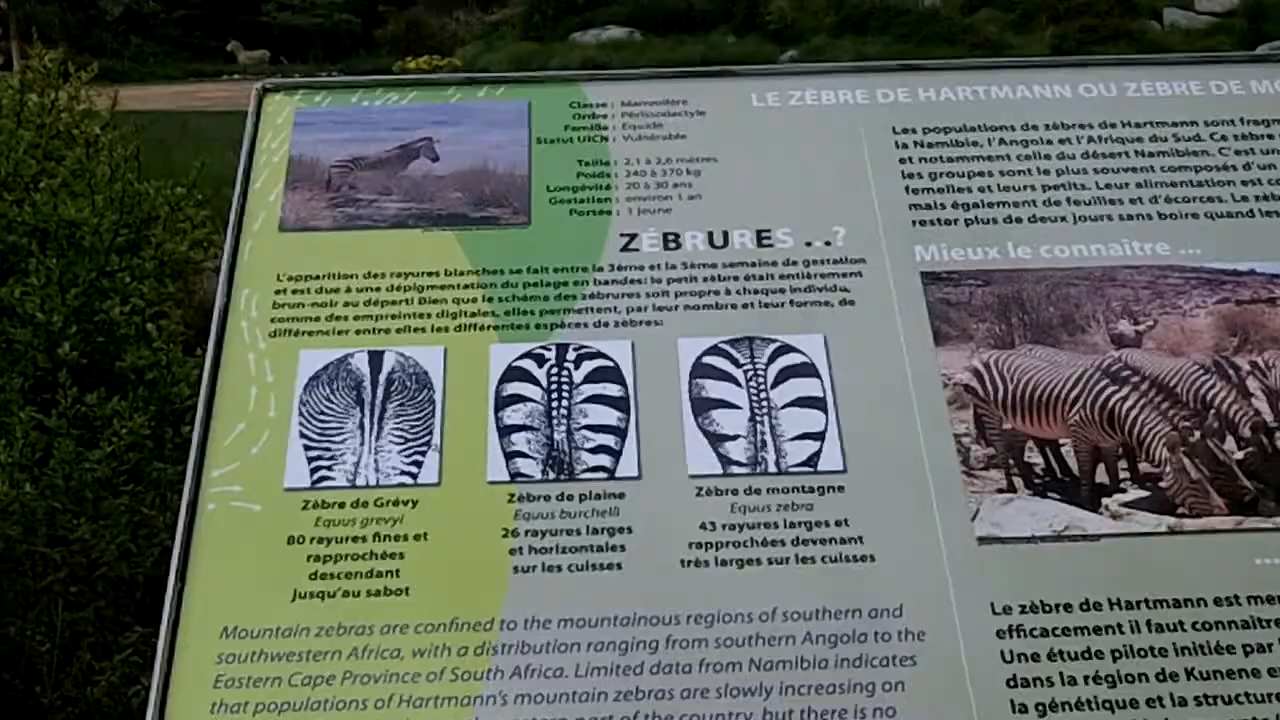 Classe : Mammifère
Ordre : Périssodactyle
Famille : Equidé
Statut UICN : Vulnérable
Taille : 2,1 à 2,6 mètres
Poids : 240 à 370 kg
Longévité : 20 à 30 ans
Gestation : environ 1 an
Portée : 1 jeune
ZÉBRURES ...?
L'apparition des rayures blanches se fait entre la 3ème et la 5ème semaine de gestation
et est due à une dépigmentation du pelage en bandes: le petit zèbre était entièrement
brun-noir au départ! Bien que le schéma des zébrures soit propre à chaque individu,
comme des empreintes digitales, elles permettent, par leur nombre et leur forme, de
différencier entre elles les différentes espèces de zèbres:
Zèbre de Grévy
Equus grevyi
80 rayures fines et
rapprochées
descendant
jusqu'au sabot
Zèbre de plaine
Equus burchelli
26 rayures larges
et horizontales
sur les cuisses
Zèbre de montagne
Equus zebra
43 rayures larges et
rapprochées devenant
très larges sur les cuisses
Mountain zebras are confined to the mountainous regions of southern and
southwestern Africa, with a distribution ranging from southern Angola to the
Eastern Cape Province of South Africa. Limited data from Namibia indicates
that populations of Hartmann's mountain zebras are slowly increasing on
part of the country, but there is no
LE ZÈBRE DE HARTMANN OU ZÈBRE DE MO
Les populations de zèbres de Hartmann sont fragm
la Namibie, l'Angola et l'Afrique du Sud. Ce zèbre
et notamment celle du désert Namibien. C'est un
les groupes sont le plus souvent composés d'un
femelles et leurs petits. Leur alimentation est co
mais également de feuilles et d'écorces. Le zèb
rester plus de deux jours sans boire quand les
Mieux le connaître ...
Le zèbre de Hartmann est me
efficacement il faut connaître
Une étude pilote initiée par
dans la région de Kunene e
la génétique et la structur